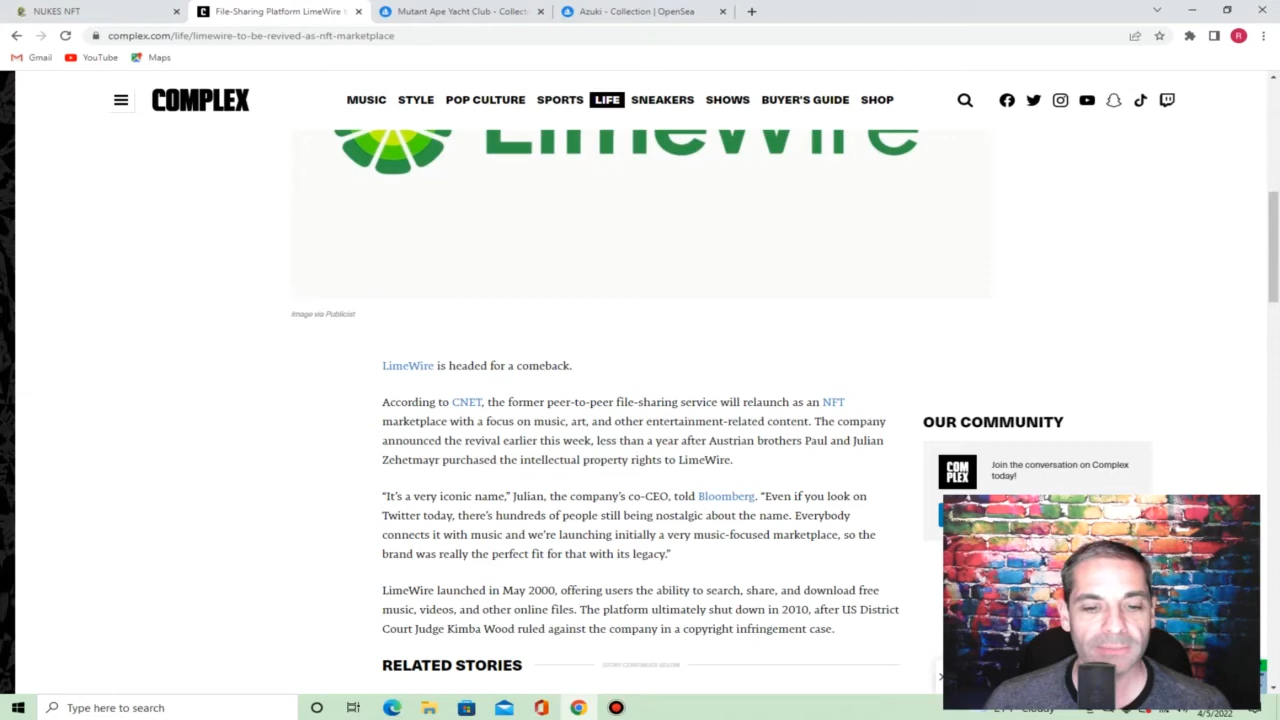 NUKES NFT
File-Sharing Platform LimeWire t
Mutant Ape Yacht Club - Collect
Azuki - Collection | OpenSea
complex.com/life/limewire-to-be-revived-as-nft-marketplace
R
Gmail
YouTube
Maps
COMPLEX
MUSIC STYLE POP CULTURE SPORTS LIFE SNEAKERS SHOWS BUYER'S GUIDE SHOP
LimeWire
Image via Publicist
LimeWire is headed for a comeback.
According to CNET, the former peer-to-peer file-sharing service will relaunch as an NFT
marketplace with a focus on music, art, and other entertainment-related content. The company
announced the revival earlier this week, less than a year after Austrian brothers Paul and Julian
Zehetmayr purchased the intellectual property rights to LimeWire.
“It’s a very iconic name,” Julian, the company’s co-CEO, told Bloomberg. “Even if you look on
Twitter today, there’s hundreds of people still being nostalgic about the name. Everybody
connects it with music and we’re launching initially a very music-focused marketplace, so the
brand was really the perfect fit for that with its legacy.”
LimeWire launched in May 2000, offering users the ability to search, share, and download free
music, videos, and other online files. The platform ultimately shut down in 2010, after US District
Court Judge Kimba Wood ruled against the company in a copyright infringement case.
RELATED STORIES
STORY CONTINUES BELOW
OUR COMMUNITY
COM
PLEX
Join the conversation on Complex
today!
Type here to search
4/5/2022